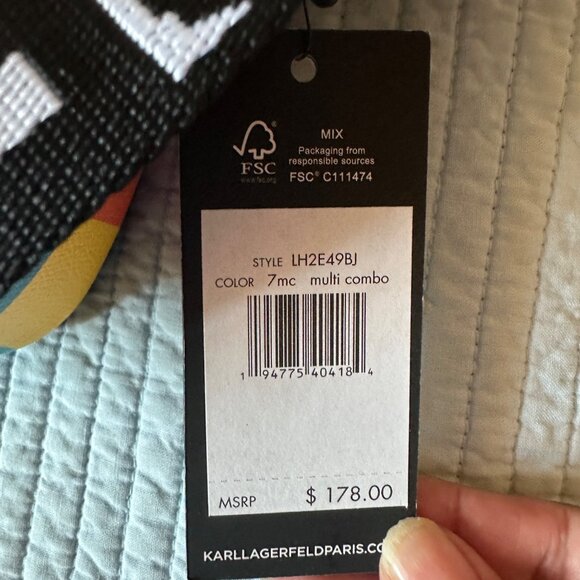 MIX
Packaging from
responsible sources
FSC® C111474
FSC®
www.fsc.org
STYLE LH2E49BJ
COLOR 7mc multi combo
1 94775 40418 4
MSRP $ 178.00
KARLLAGERFELDPARIS.CO